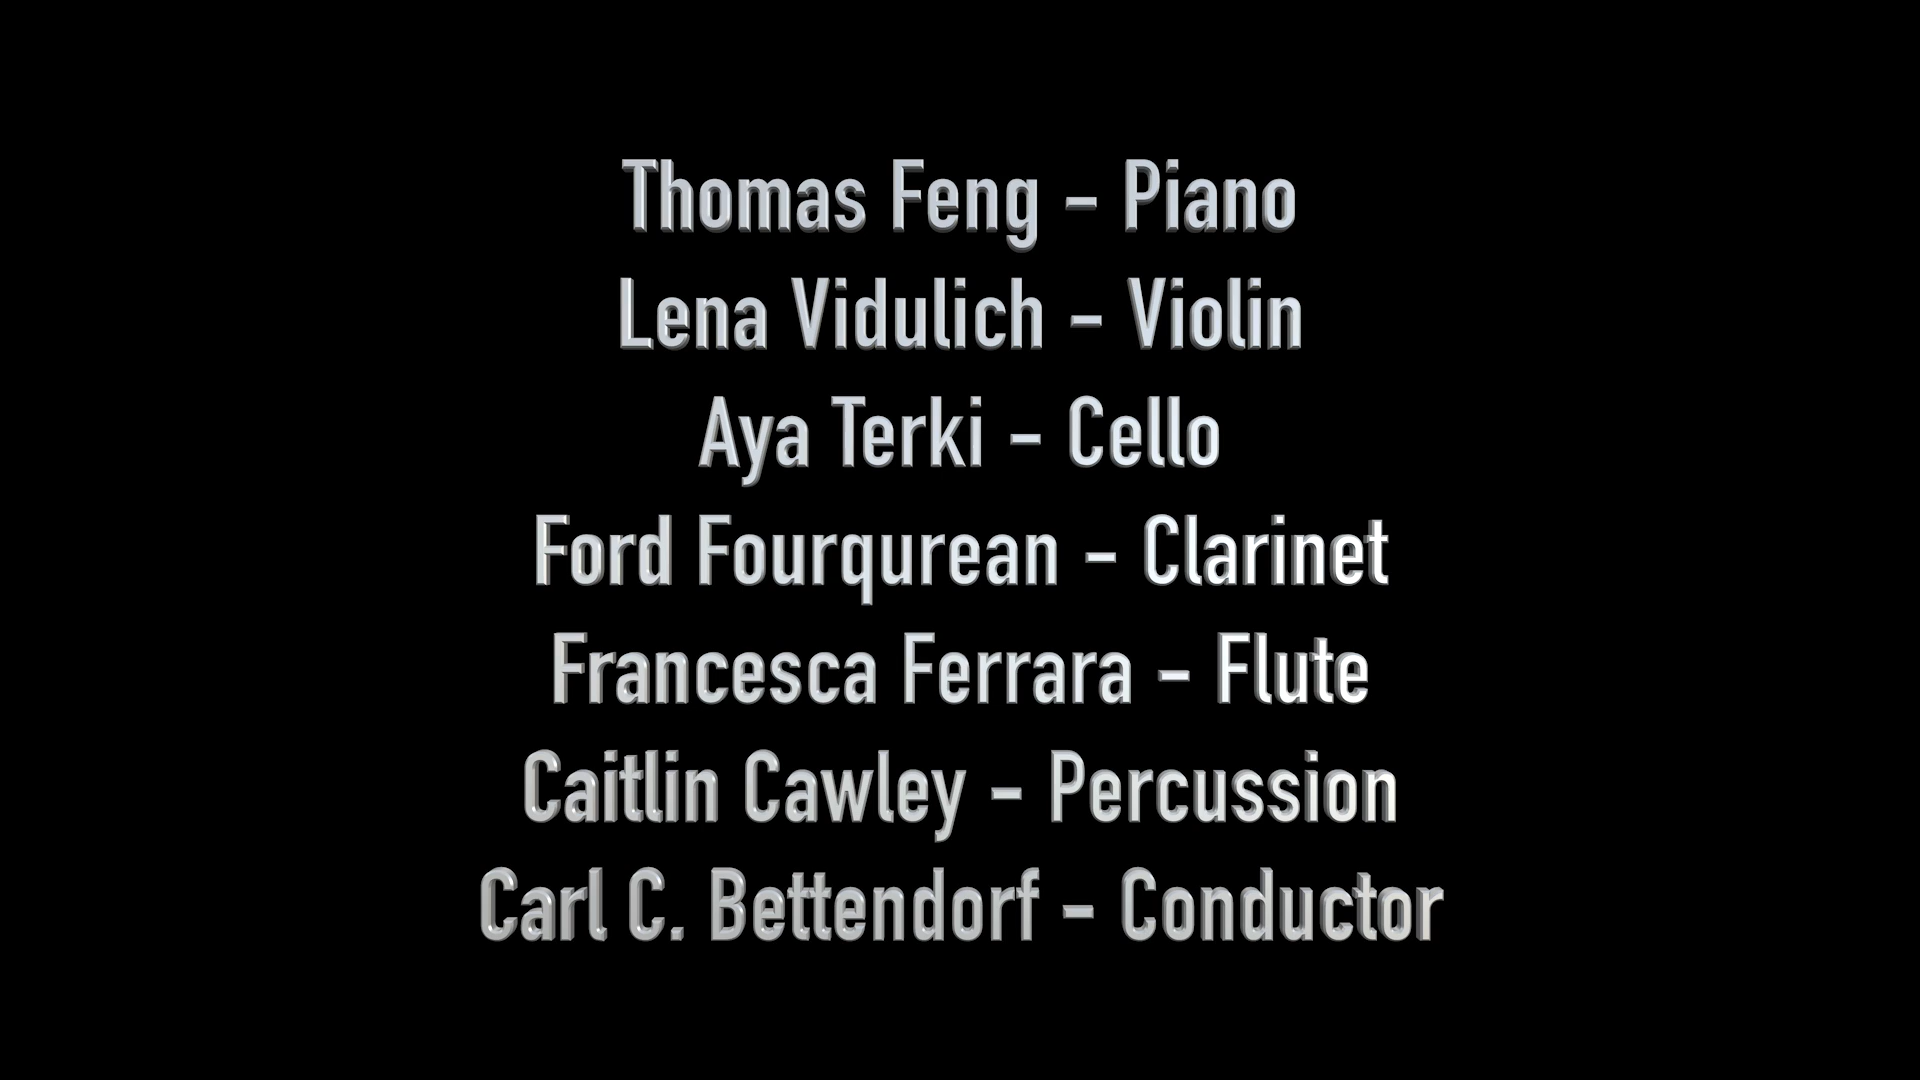 Thomas Feng - Piano
Lena Vidulich - Violin
Aya Terki - Cello
Ford Fourqurean - Clarinet
Francesca Ferrara - Flute
Caitlin Cawley - Percussion
Carl C. Bettendorf - Conductor